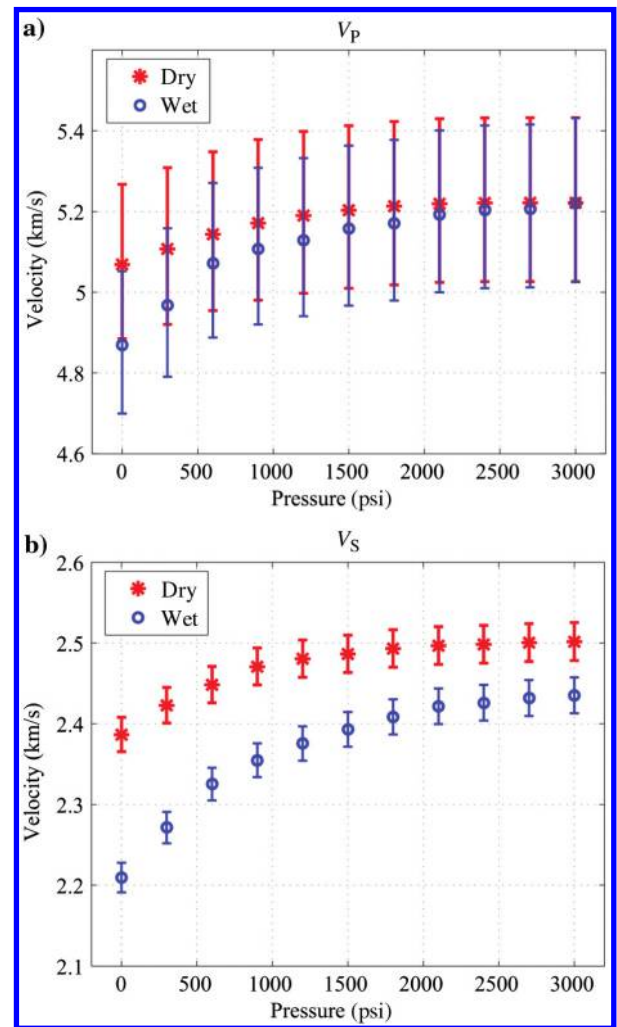 a)
V_P
Dry
Wet
Velocity (km/s)
5.4
5.2
5
4.8
4.6
0 500 1000 1500 2000 2500 3000
Pressure (psi)
b)
V_S
Dry
Wet
Velocity (km/s)
2.6
2.5
2.4
2.3
2.2
2.1
0 500 1000 1500 2000 2500 3000
Pressure (psi)